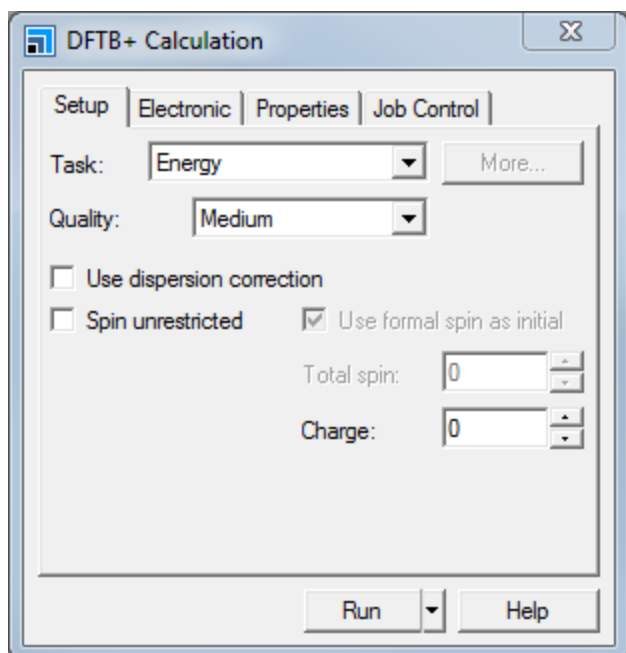 DFTB+ Calculation
Setup Electronic Properties Job Control
Task: Energy More...
Quality: Medium
Use dispersion correction
Spin unrestricted Use formal spin as initial
Total spin: 0
Charge: 0
Run Help